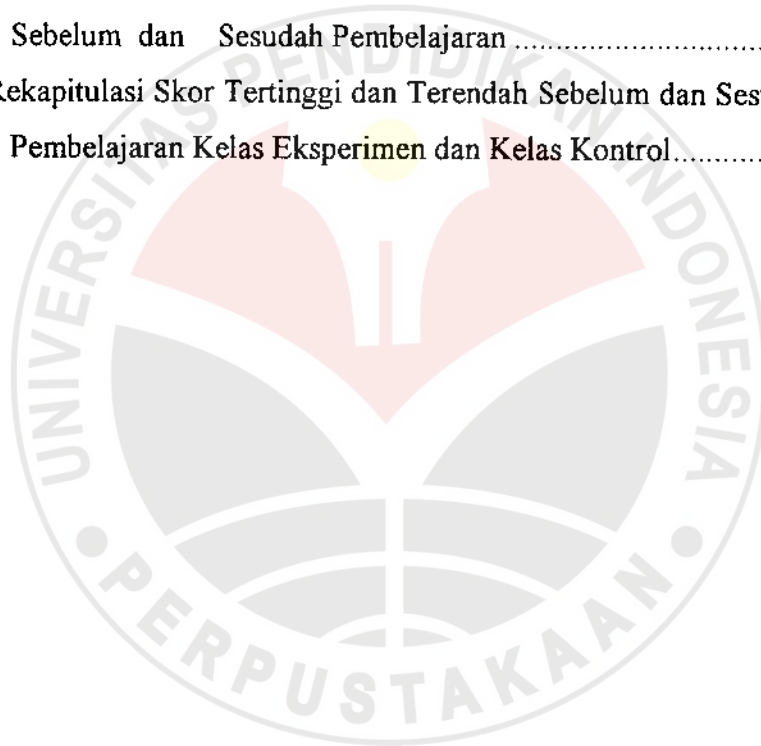 Sebelum dan Sesudah Pembelajaran ..............................
Rekapitulasi Skor Tertinggi dan Terendah Sebelum dan
Pembelajaran Kelas Eksperimen dan Kelas Kontrol.............
UNIVERSITAS PENDIDIKAN INDONESIA
PERPUSTAKAAN